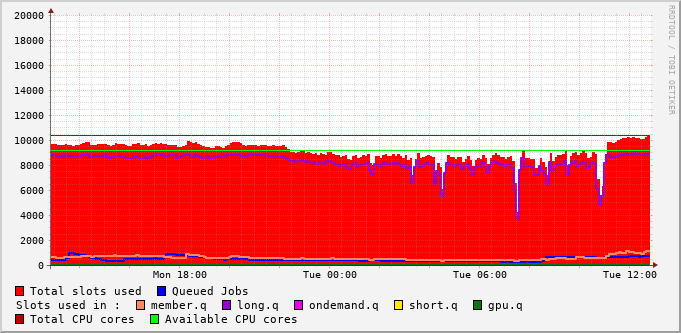 20000
18000
16000
14000
12000
10000
8000
6000
4000
2000
0
Mon 18:00 Tue 00:00 Tue 06:00 Tue 12:00
Total slots used Queued Jobs
Slots used in : member.q long.q ondemand.q short.q gpu.q
Total CPU cores Available CPU cores
RRDTOOL / TOBI OETIKER